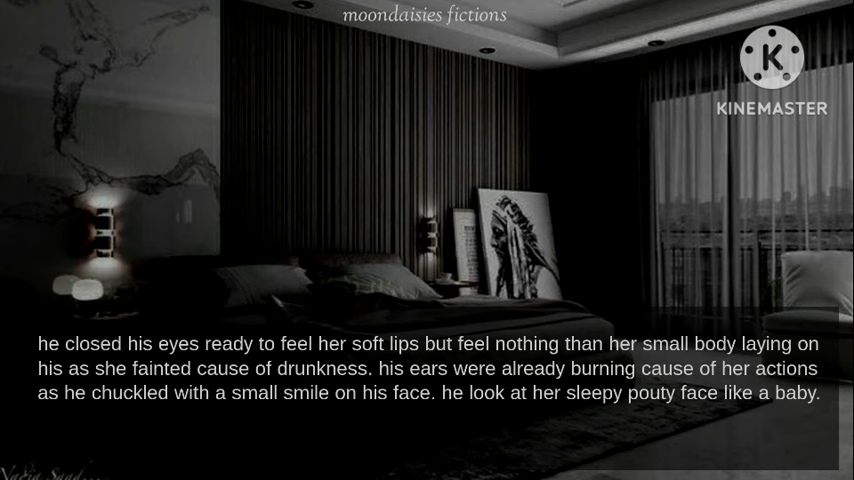 moondaisies fictions
K
KINEMASTER
he closed his eyes ready to feel her soft lips but feel nothing than her small body laying on
his as she fainted cause of drunkness. his ears were already burning cause of her actions
as he chuckled with a small smile on his face. he look at her sleepy pouty face like a baby.